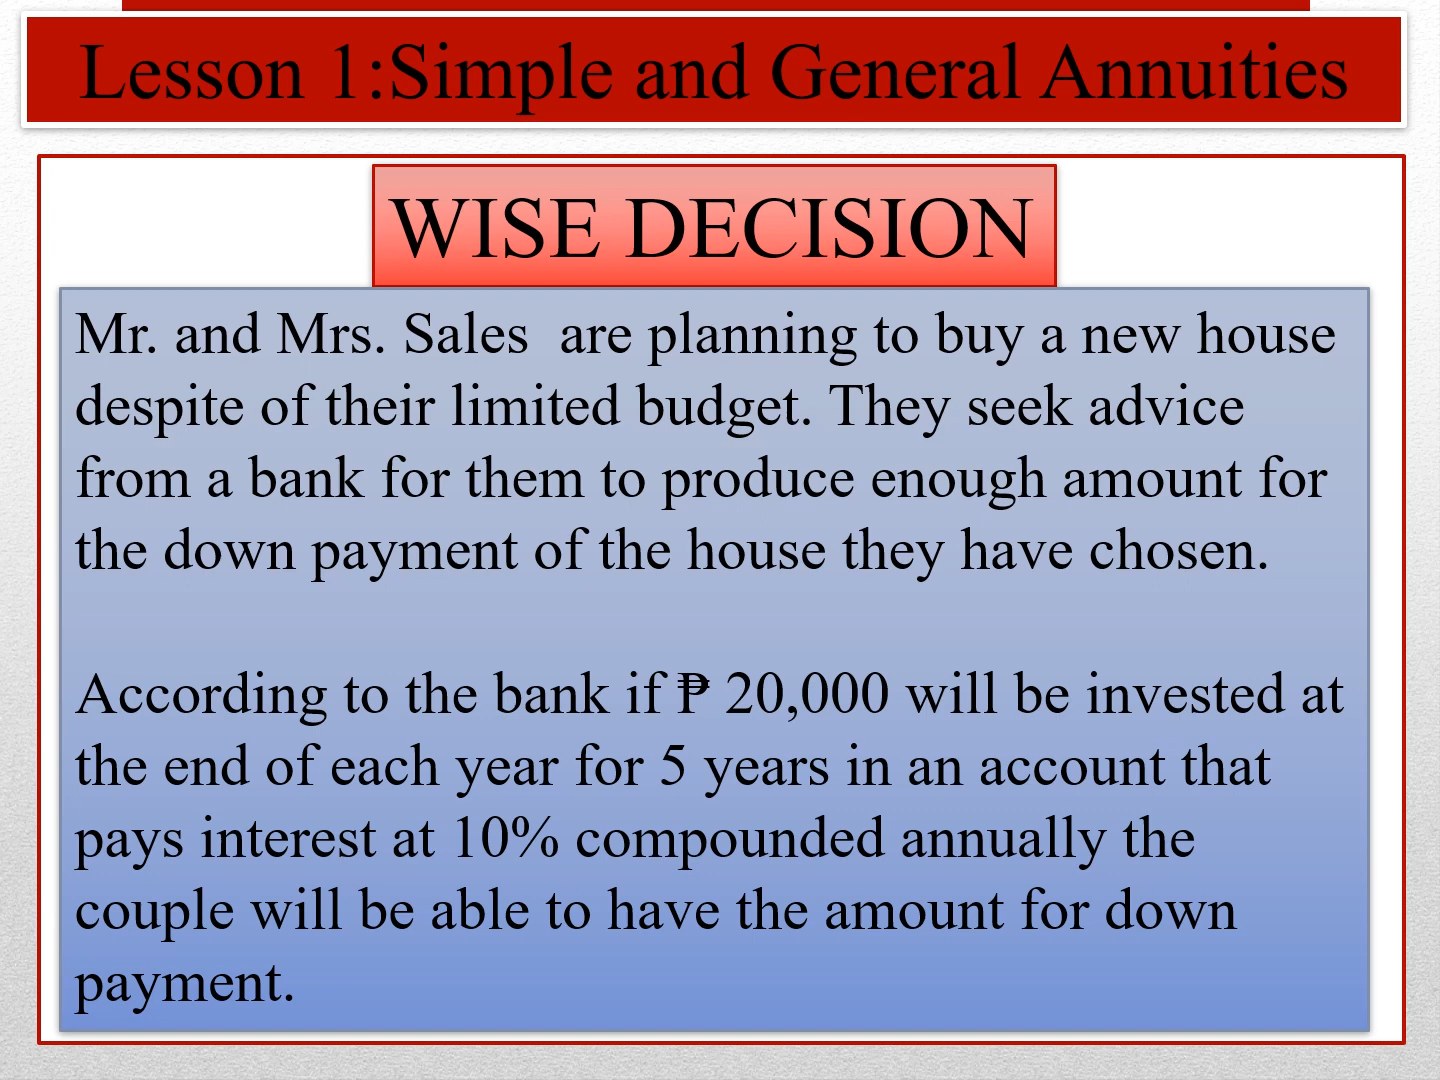 Lesson 1:Simple and General Annuities
WISE DECISION
Mr. and Mrs. Sales  are planning to buy a new house
despite of their limited budget. They seek advice
from a bank for them to produce enough amount for
the down payment of the house they have chosen.
According to the bank if ₱ 20,000 will be invested at
the end of each year for 5 years in an account that
pays interest at 10% compounded annually the
couple will be able to have the amount for down
payment.